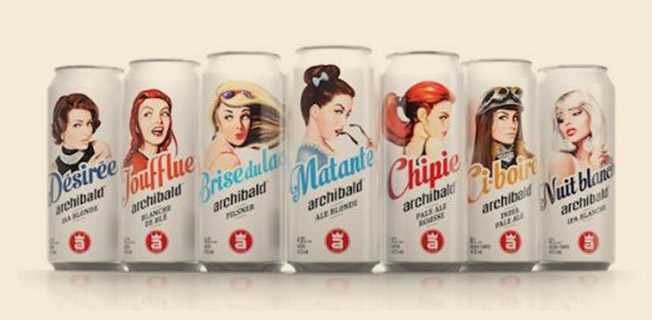 Désirée
archibald
IPA BLONDE
Joufflue
archibald
BLANCHE
DE BLÉ
Brise du lac
archibald
PILSNER
Matante
archibald
ALE BLONDE
Chipie
archibald
PALE ALE
ROUSSE
Ci-boire
archibald
INDIA
PALE ALE
Nuit blanche
archibald
IPA BLANCHE